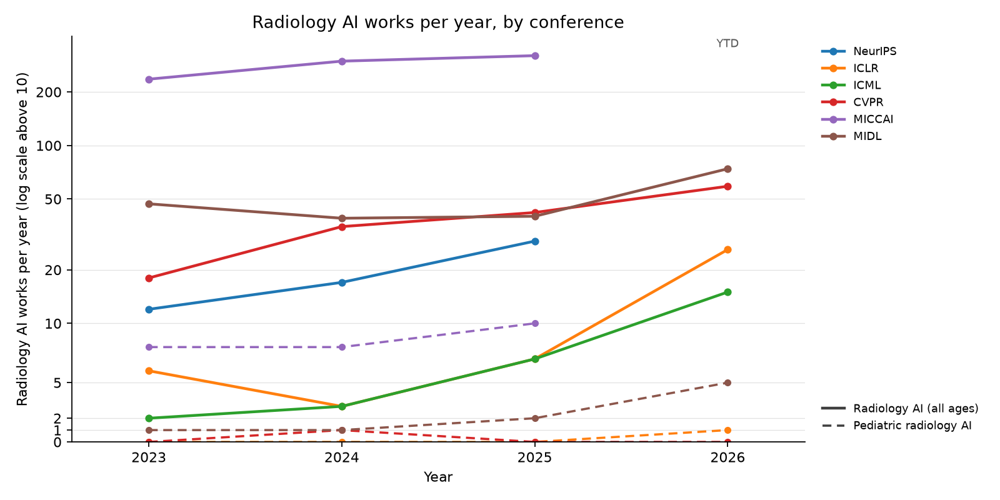 Radiology AI works per year, by conference
YTD
Radiology AI works per year (log scale above 10)
200
100
50
20
10
5
2
1
0
2023
2024
2025
2026
Year
NeurIPS
ICLR
ICML
CVPR
MICCAI
MIDL
Radiology AI (all ages)
Pediatric radiology AI